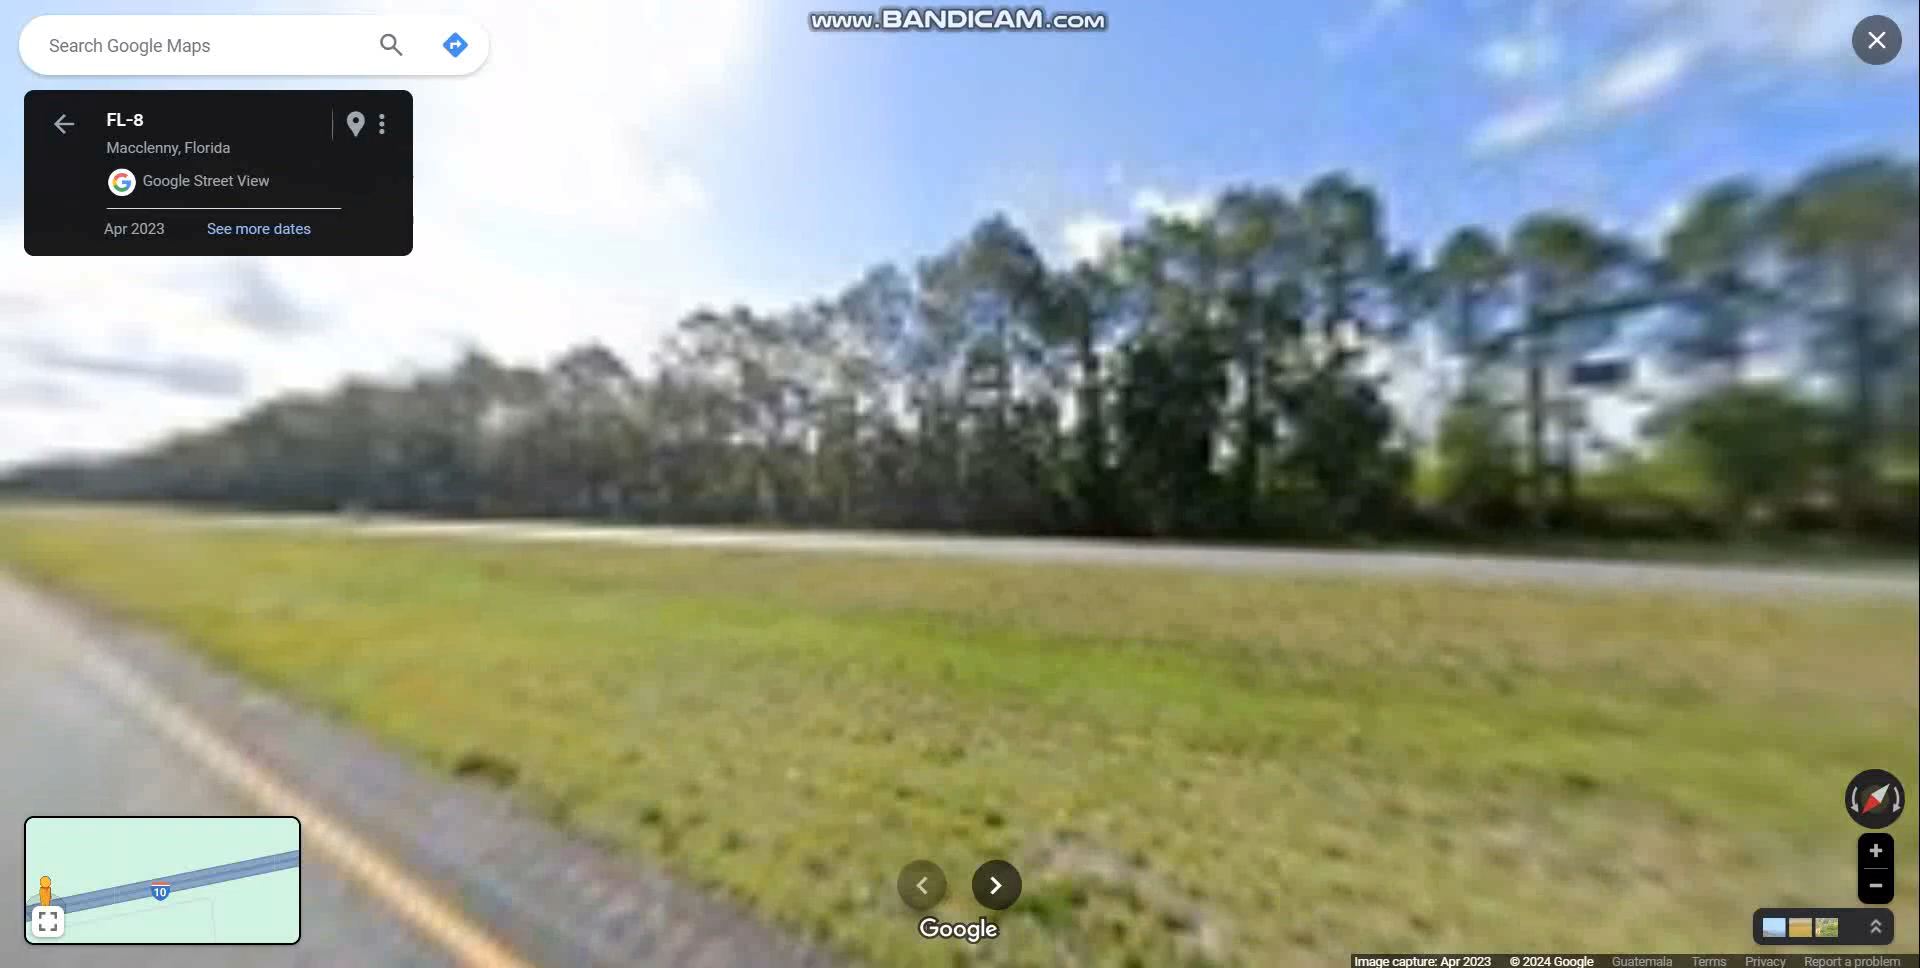 www.BANDICAM.com
Search Google Maps
FL-8
Macclenny, Florida
Google Street View
Apr 2023 See more dates
10
Google
Image capture: Apr 2023 © 2024 Google Guatemala Terms Privacy Report a problem